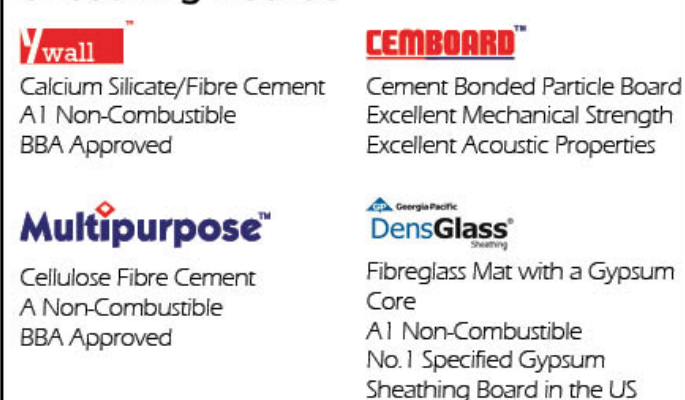 Ywall™
Calcium Silicate/Fibre Cement
A1 Non-Combustible
BBA Approved
CEMBOARD™
Cement Bonded Particle Board
Excellent Mechanical Strength
Excellent Acoustic Properties
Multipurpose™
Cellulose Fibre Cement
A Non-Combustible
BBA Approved
GP Georgia-Pacific
DensGlass®
Sheathing
Fibreglass Mat with a Gypsum
Core
A1 Non-Combustible
No.1 Specified Gypsum
Sheathing Board in the US